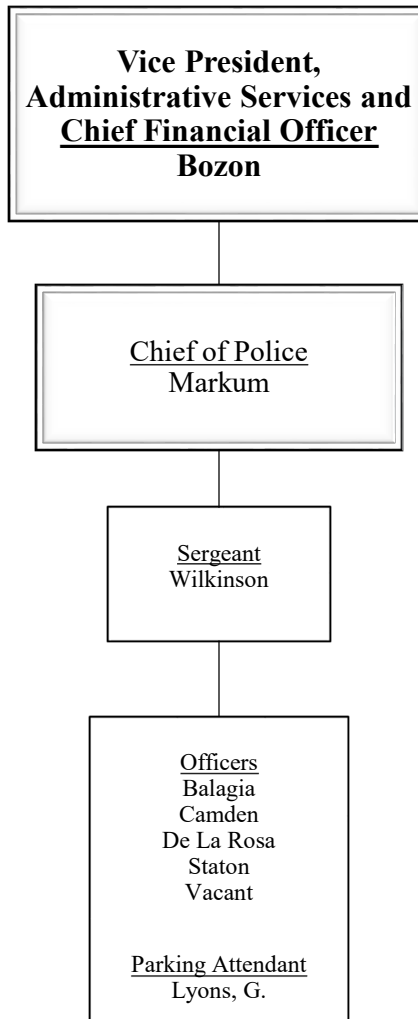 Vice President,
Administrative Services and
Chief Financial Officer
Bozon
Chief of Police
Markum
Sergeant
Wilkinson
Officers
Balagia
Camden
De La Rosa
Staton
Vacant
Parking Attendant
Lyons, G.